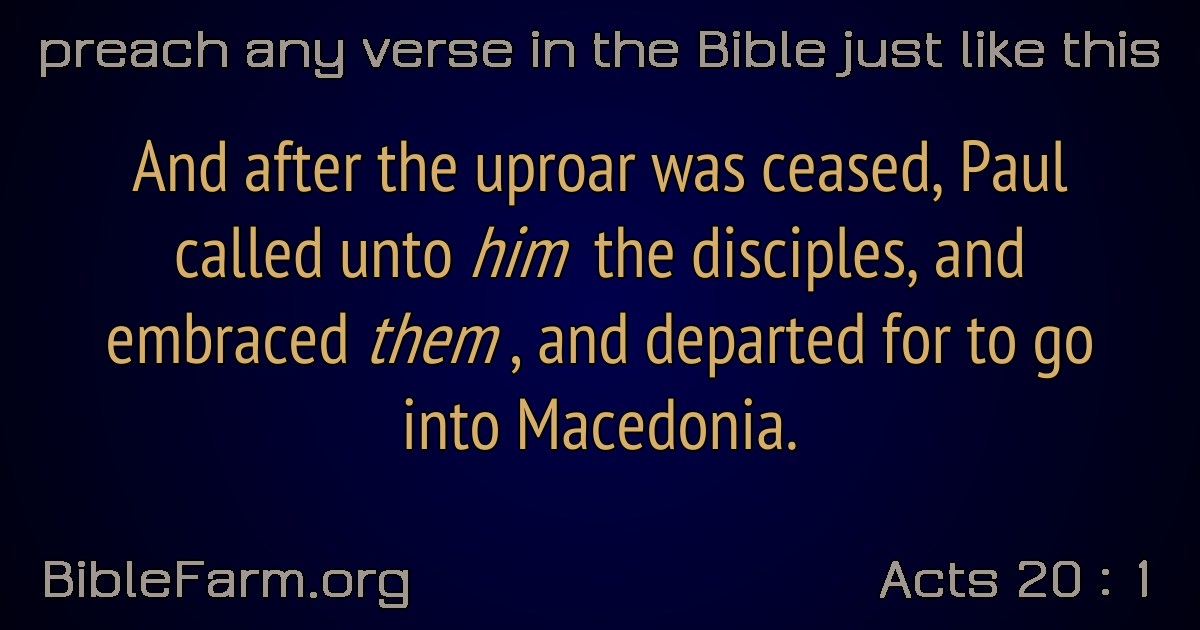 preach any verse in the Bible just like this
And after the uproar was ceased, Paul
called unto him the disciples, and
embraced them , and departed for to go
into Macedonia.
BibleFarm.org
Acts 20 : 1